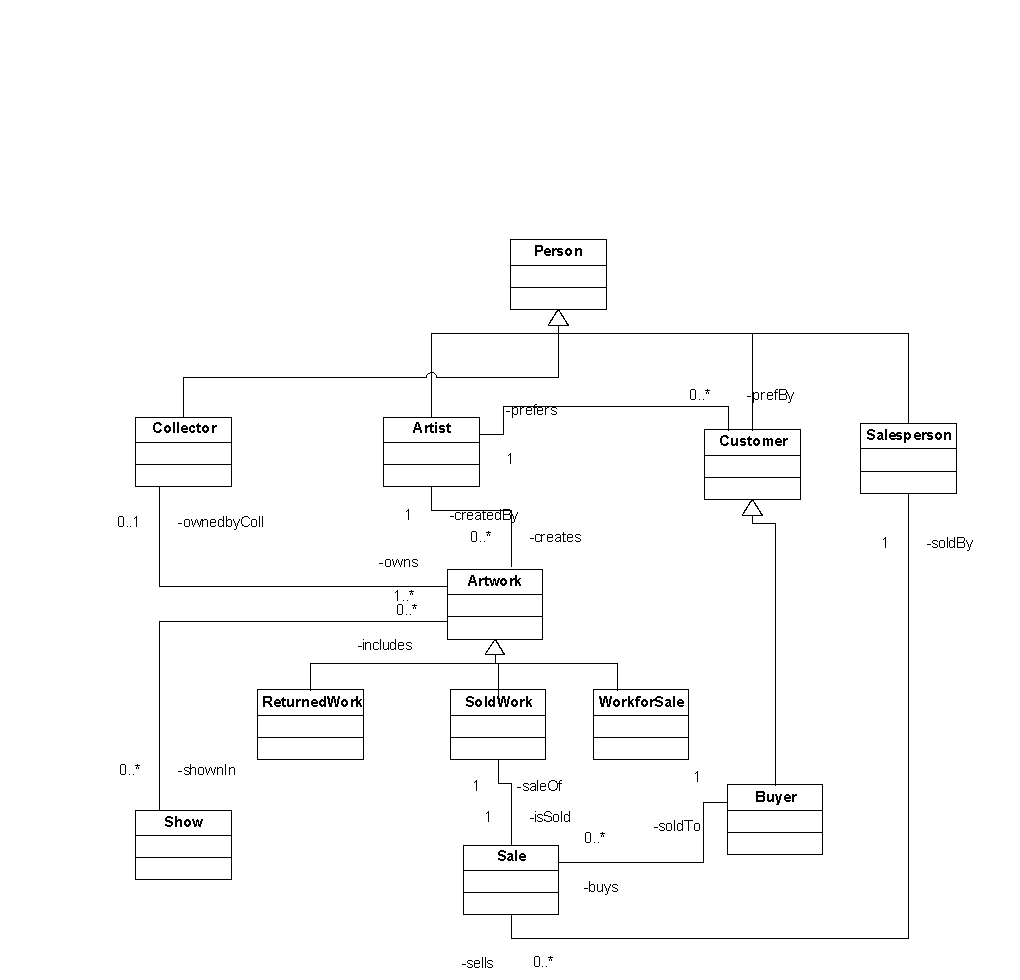 Person
0..*
-prefBy
-prefers
Collector
Artist
Customer
Salesperson
1
0..1
-ownedbyColl
1
-createdBy
0..*
-creates
1
-soldBy
-owns
Artwork
1..*
0..*
-includes
ReturnedWork
SoldWork
WorkforSale
0..*
-shownIn
1
-saleOf
1
Buyer
Show
1
-isSold
-soldTo
0..*
Sale
-buys
-sells
0..*